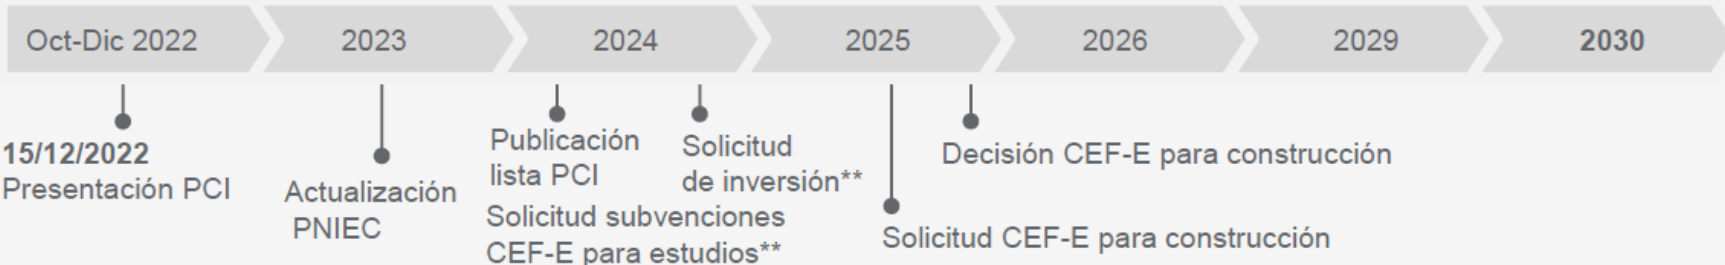 Oct-Dic 2022
2023
2024
2025
2026
2029
2030
15/12/2022
Presentación PCI
Actualización
PNIEC
Publicación
lista PCI
Solicitud subvenciones
CEF-E para estudios**
Solicitud
de inversión**
Solicitud CEF-E para construcción
Decisión CEF-E para construcción